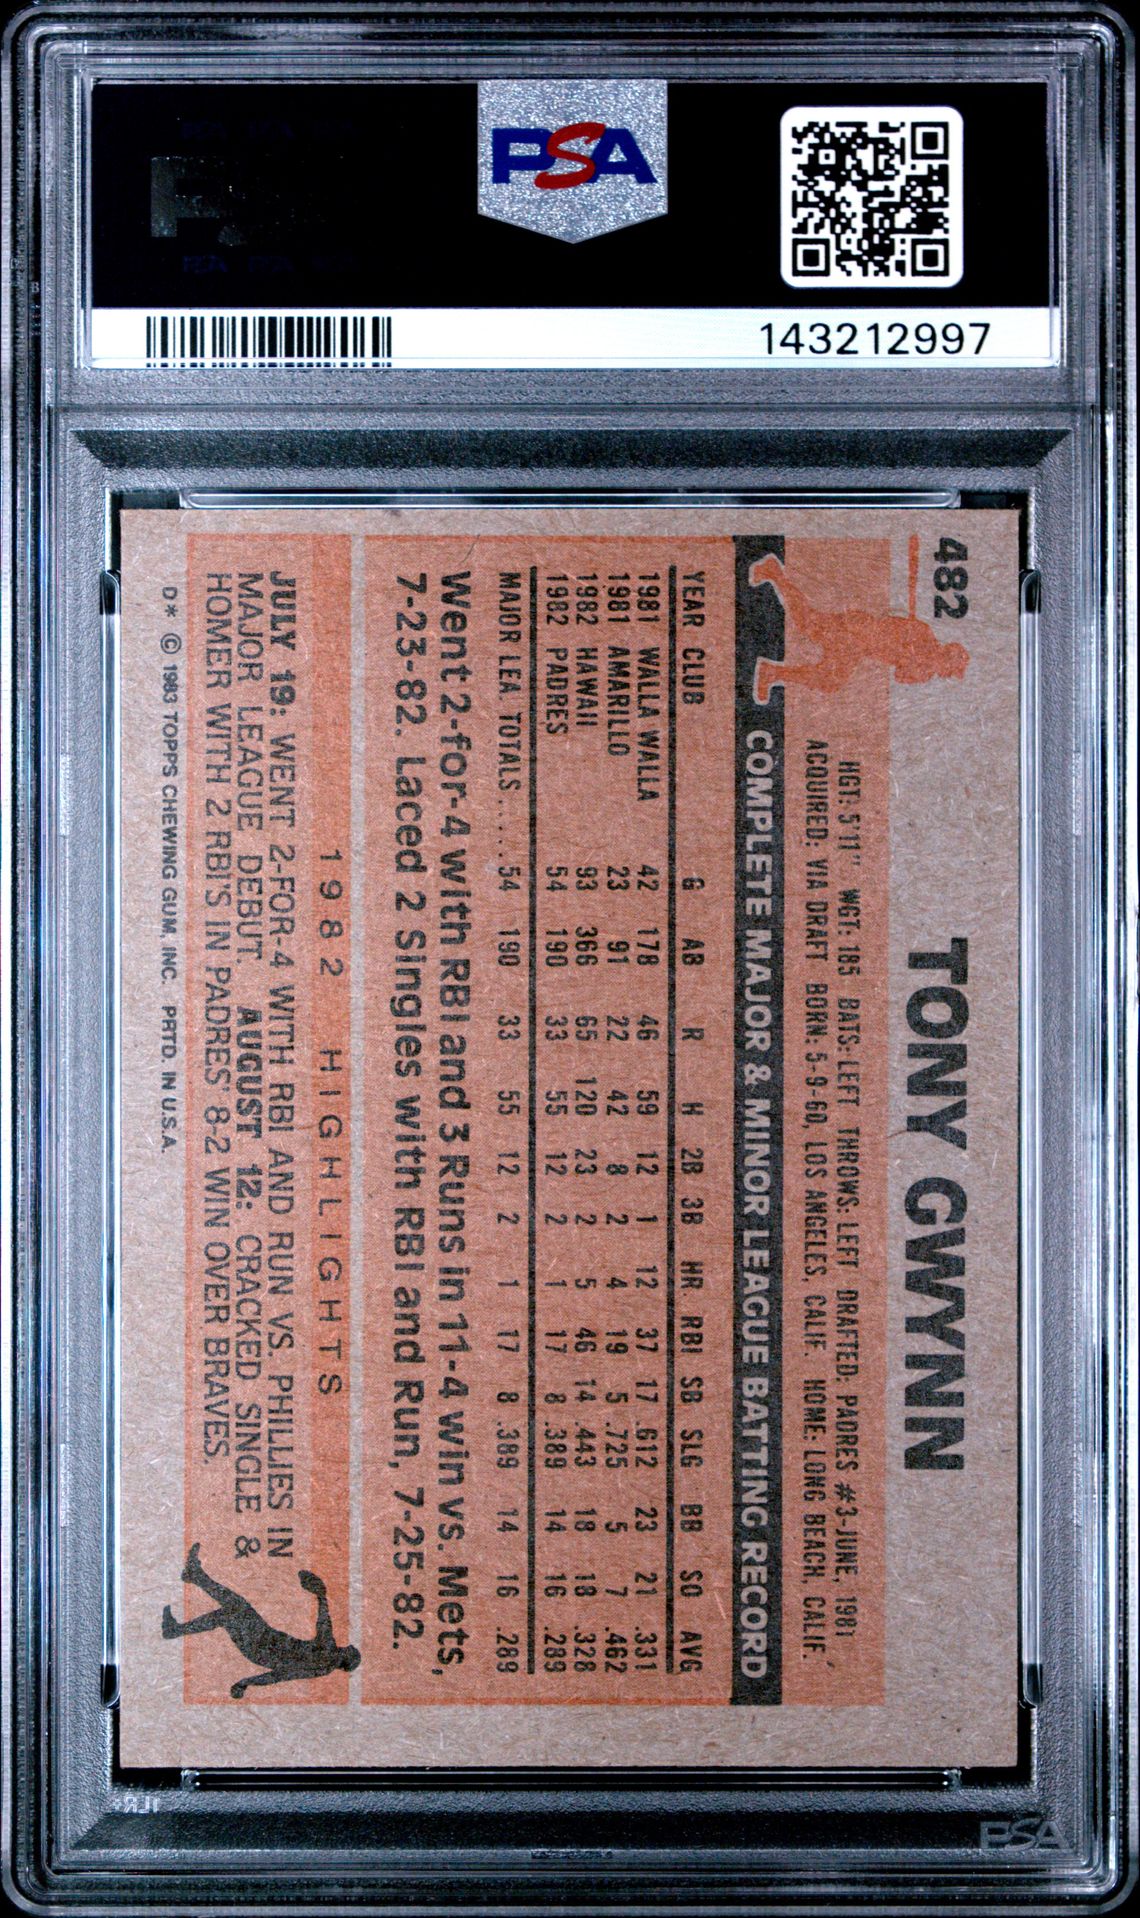 PSA
143212997
482
TONY GWYNN
HGT: 5'11" WGT: 185 BATS: LEFT THROWS: LEFT DRAFTED: PADRES #3-JUNE, 1981
ACQUIRED: VIA DRAFT BORN: 5-9-60, LOS ANGELES, CALIF. HOME: LONG BEACH, CALIF.
COMPLETE MAJOR & MINOR LEAGUE BATTING RECORD
YEAR CLUB G AB R H 2B 3B HR. RBI SB SLG BB SO AVG
1981 WALLA WALLA 42 178 46 59 12 1 12 37 17 .612 23 21 .331
1981 AMARILLO 23 91 22 42 8 2 4 19 5 .725 5 7 .462
1982 HAWAII 93 366 65 120 23 2 5 46 14 .443 18 18 .328
1982 PADRES 54 190 33 55 12 2 1 17 8 .389 14 16 .289
MAJOR LEA TOTALS.....54 190 33 55 12 2 1 17 8 .389 14 16 .289
Went 2-for-4 with RBI and 3 Runs in 11-4 win vs. Mets,
7-23-82. Laced 2 Singles with RBI and Run, 7-25-82.
1982 HIGHLIGHTS
JULY 19: WENT 2-FOR-4 WITH RBI AND RUN VS. PHILLIES IN
MAJOR LEAGUE DEBUT. AUGUST 12: CRACKED SINGLE &
HOMER WITH 2 RBI'S IN PADRES' 8-2 WIN OVER BRAVES.
D* © 1983 TOPPS CHEWING GUM, INC. PRTD. IN U.S.A.
PSA